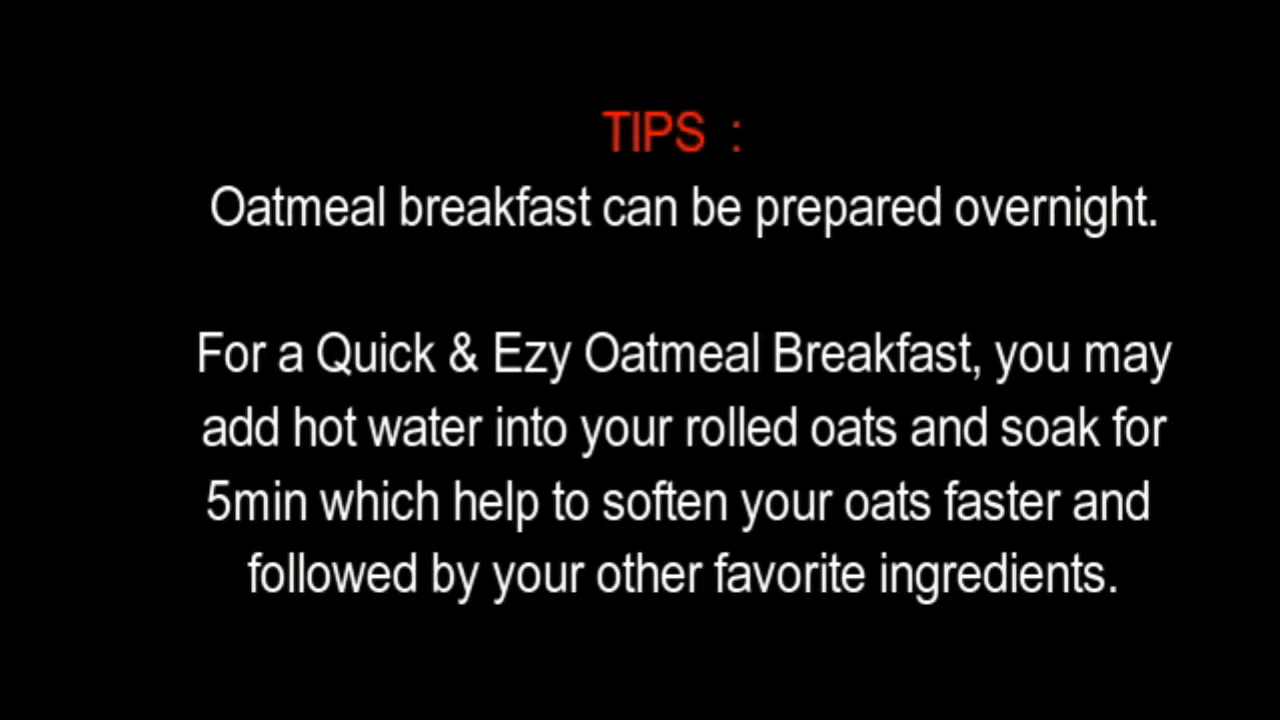 TIPS :
Oatmeal breakfast can be prepared overnight.
For a Quick & Ezy Oatmeal Breakfast, you may
add hot water into your rolled oats and soak for
5min which help to soften your oats faster and
followed by your other favorite ingredients.